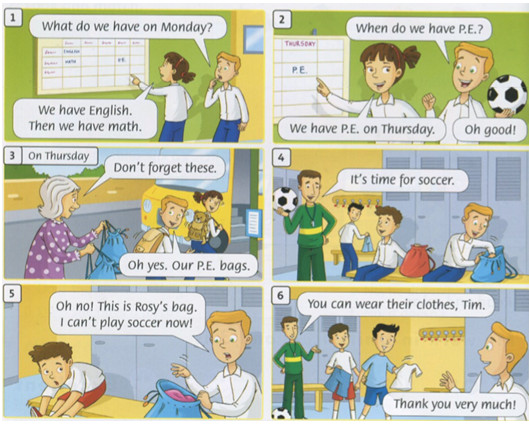 1
What do we have on Monday?
ENGLISH
MATH
P.E.
We have English.
Then we have math.
2
When do we have P.E.?
THURSDAY
P.E.
We have P.E. on Thursday.
Oh good!
3
On Thursday
Don't forget these.
Oh yes. Our P.E. bags.
4
It's time for soccer.
5
Oh no! This is Rosy's bag.
I can't play soccer now!
6
You can wear their clothes, Tim.
Thank you very much!